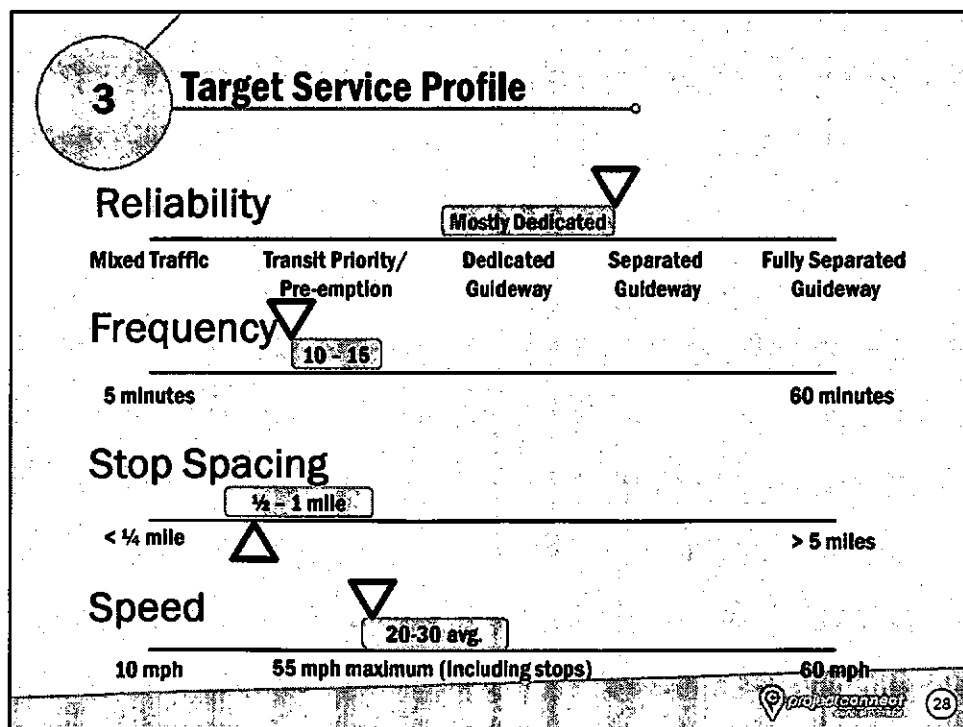 3
Target Service Profile
Reliability
Mostly Dedicated
Mixed Traffic
Transit Priority/
Pre-emption
Dedicated
Guideway
Separated
Guideway
Fully Separated
Guideway
Frequency
10 – 15
5 minutes
60 minutes
Stop Spacing
½ – 1 mile
< ¼ mile
> 5 miles
Speed
20-30 avg.
10 mph
55 mph maximum (including stops)
60 mph
project connect
28